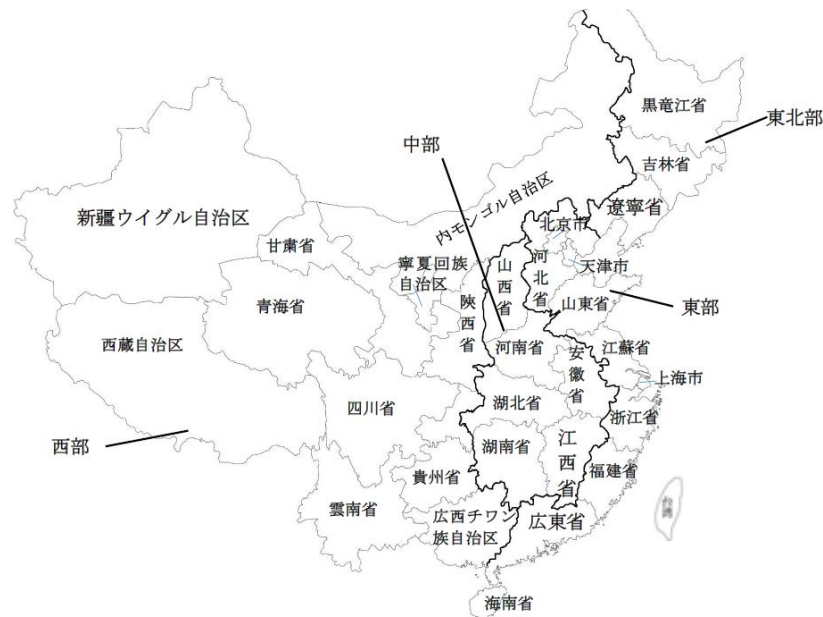 黒竜江省
東北部
中部
吉林省
内モンゴル自治区
遼寧省
新疆ウイグル自治区
北京市
甘粛省
寧夏回族
自治区
山西省
河北省
天津市
青海省
陝西省
山東省
東部
西蔵自治区
河南省
安徽省
江蘇省
上海市
四川省
湖北省
浙江省
西部
湖南省
江西省
福建省
貴州省
雲南省
広西チワン
族自治区
広東省
台湾
海南省